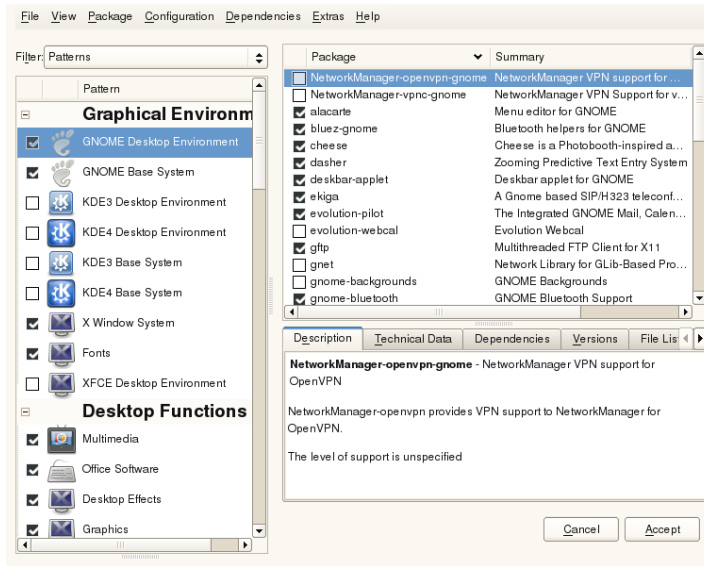 File View Package Configuration Dependencies Extras Help
Filter: Patterns
Pattern
Graphical Environm
GNOME Desktop Environment
GNOME Base System
KDE3 Desktop Environment
KDE4 Desktop Environment
KDE3 Base System
KDE4 Base System
X Window System
Fonts
XFCE Desktop Environment
Desktop Functions
Multimedia
Office Software
Desktop Effects
Graphics
Package Summary
NetworkManager-openvpn-gnome NetworkManager VPN support for ...
NetworkManager-vpnc-gnome NetworkManager VPN Support for v...
alacarte Menu editor for GNOME
bluez-gnome Bluetooth helpers for GNOME
cheese Cheese is a Photobooth-inspired a...
dasher Zooming Predictive Text Entry System
deskbar-applet Deskbar applet for GNOME
ekiga A Gnome based SIP/H323 teleconf...
evolution-pilot The Integrated GNOME Mail, Calen...
evolution-webcal Evolution Webcal
gftp Multithreaded FTP Client for X11
gnet Network Library for GLib-Based Pro...
gnome-backgrounds GNOME Backgrounds
gnome-bluetooth GNOME Bluetooth Support
Description Technical Data Dependencies Versions File Lis
NetworkManager-openvpn-gnome - NetworkManager VPN support for
OpenVPN
NetworkManager-openvpn provides VPN support to NetworkManager for
OpenVPN.
The level of support is unspecified
Cancel Accept